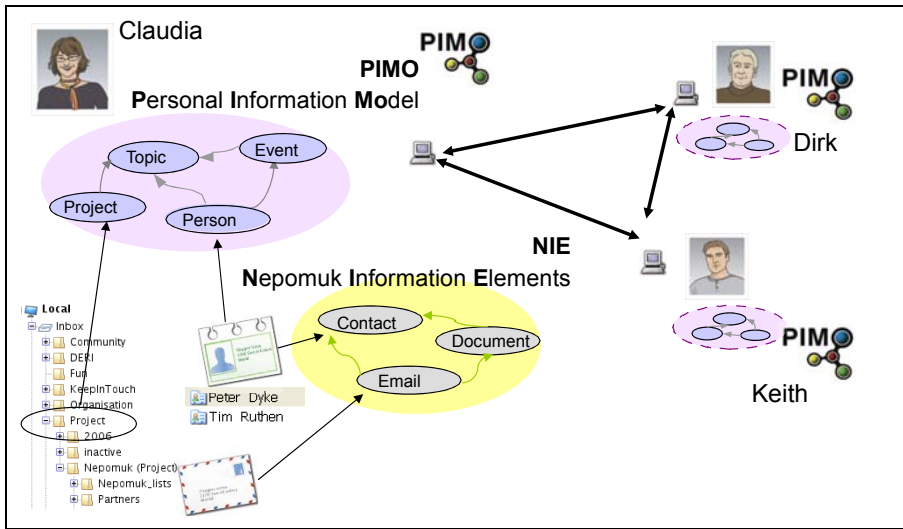 Claudia
PIMO
PIMO
Personal Information Model
Topic
Event
Project
Person
PIMO
Dirk
NIE
Nepomuk Information Elements
Contact
Document
Email
PIMO
Keith
Local
Inbox
Community
DERI
Fun
KeepInTouch
Organisation
Project
2006
inactive
Nepomuk (Project)
Nepomuk_lists
Partners
Peter Dyke
Tim Ruthen